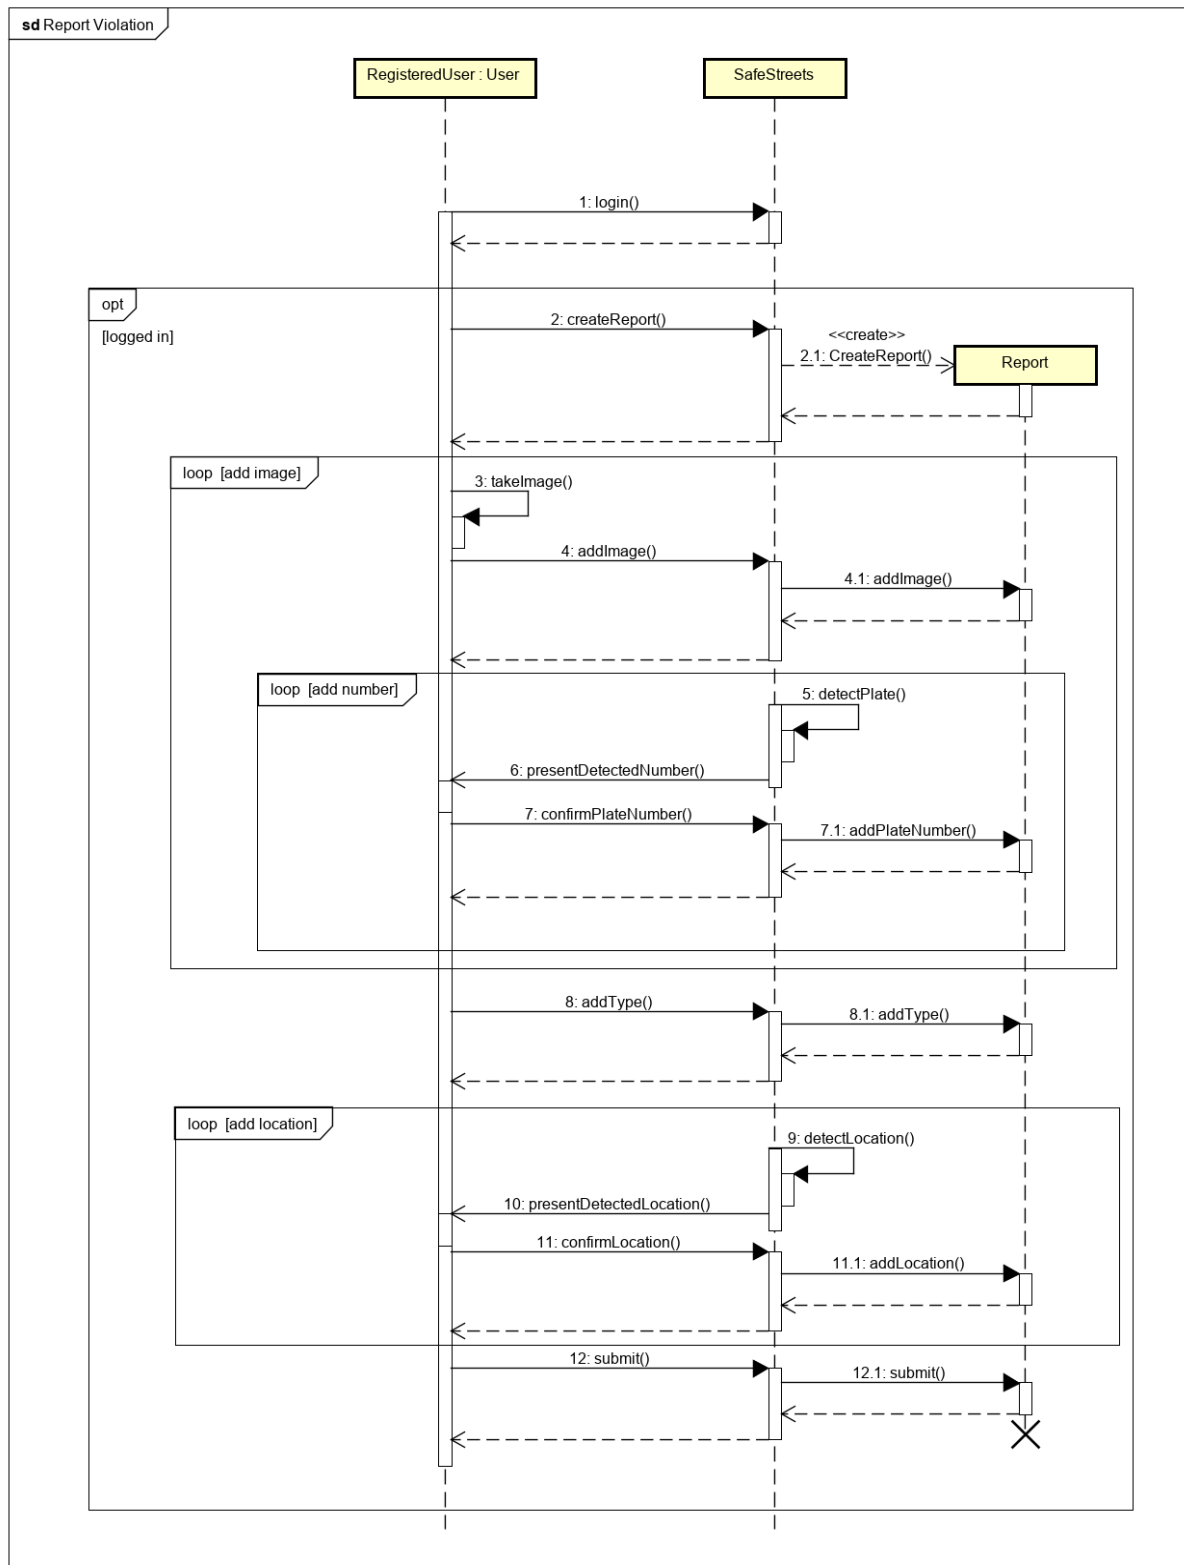 sd Report Violation
RegisteredUser : User
SafeStreets
1: login()
opt
[logged in]
2: createReport()
<<create>>
2.1: CreateReport()
Report
loop [add image]
3: takeImage()
4: addImage()
4.1: addImage()
loop [add number]
5: detectPlate()
6: presentDetectedNumber()
7: confirmPlateNumber()
7.1: addPlateNumber()
8: addType()
8.1: addType()
loop [add location]
9: detectLocation()
10: presentDetectedLocation()
11: confirmLocation()
11.1: addLocation()
12: submit()
12.1: submit()